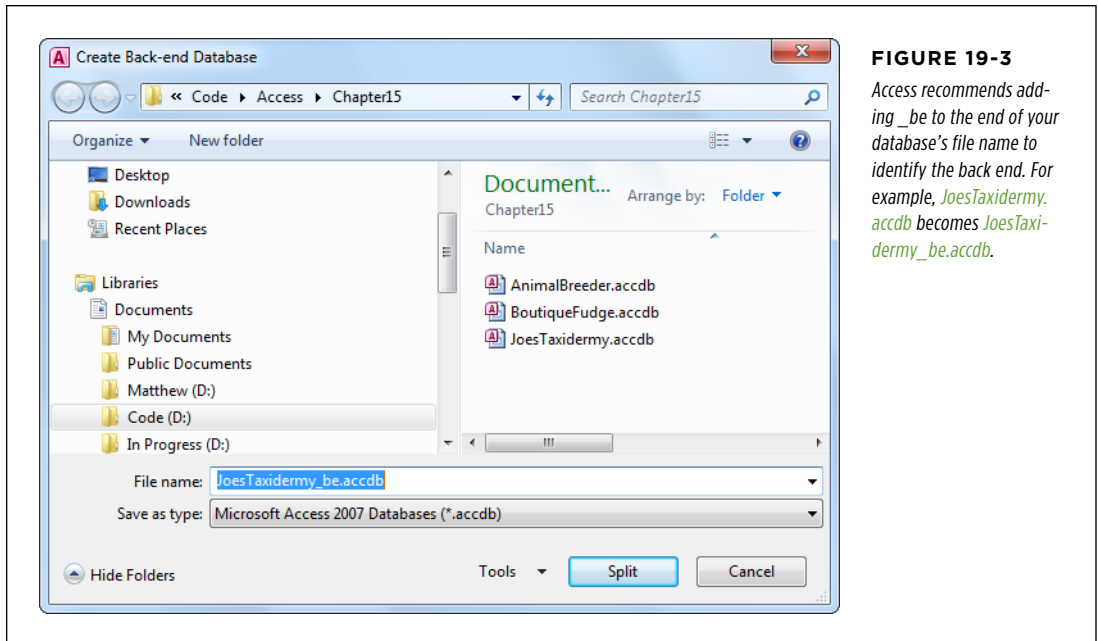 Create Back-end Database
« Code Access Chapter15
Search Chapter15
Organize
New folder
Desktop
Downloads
Recent Places
Libraries
Documents
My Documents
Public Documents
Matthew (D:)
Code (D:)
In Progress (D:)
Document...
Chapter15
Arrange by: Folder
Name
AnimalBreeder.accdb
BoutiqueFudge.accdb
JoesTaxidermy.accdb
File name: JoesTaxidermy_be.accdb
Save as type: Microsoft Access 2007 Databases (*.accdb)
Hide Folders
Tools
Split
Cancel
FIGURE 19-3
Access recommends add-
ing _be to the end of your
database's file name to
identify the back end. For
example, JoesTaxidermy.
accdb becomes JoesTaxi-
dermy_be.accdb.